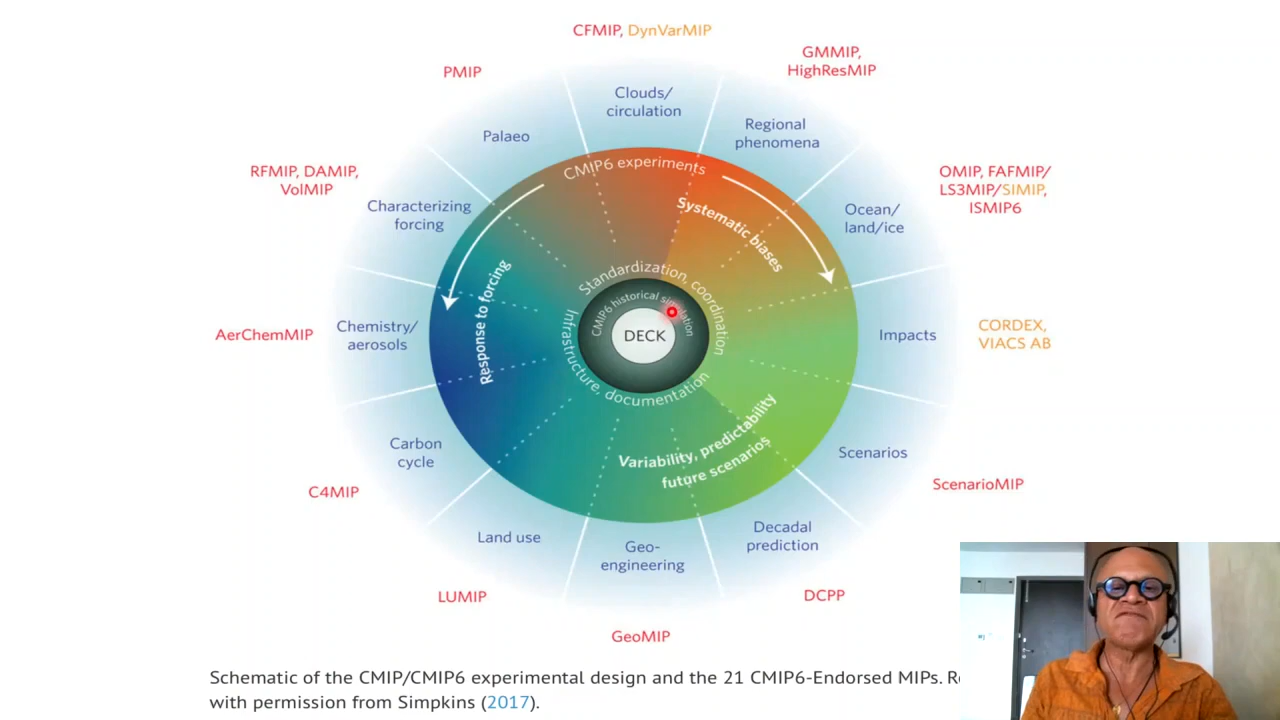 CFMIP, DynVarMIP
GMMIP,
HighResMIP
PMIP
Clouds/
circulation
Regional
phenomena
Palaeo
CMIP6 experiments
RFMIP, DAMIP,
VolMIP
OMIP, FAFMIP/
LS3MIP/SIMIP,
ISMIP6
Characterizing
forcing
Ocean/
land/ice
Systematic biases
Response to forcing
Standardization, coordination
CMIP6 historical simulation
DECK
Infrastructure, documentation
AerChemMIP
Chemistry/
aerosols
Impacts
CORDEX,
VIACS AB
Variability, predictability
future scenarios
Carbon
cycle
Scenarios
C4MIP
ScenarioMIP
Land use
Geo-
engineering
Decadal
prediction
LUMIP
DCPP
GeoMIP
Schematic of the CMIP/CMIP6 experimental design and the 21 CMIP6-Endorsed MIPs.
with permission from Simpkins (2017).